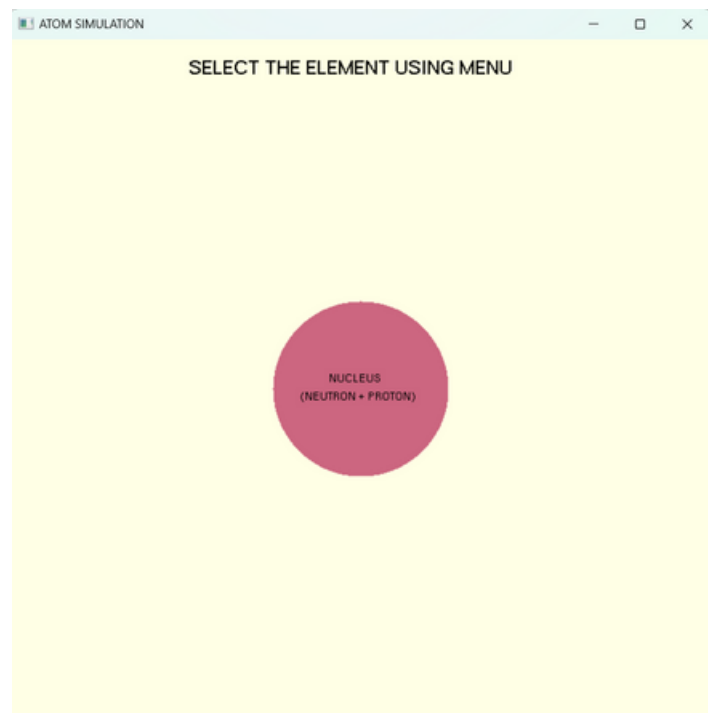 ATOM SIMULATION
SELECT THE ELEMENT USING MENU
NUCLEUS
(NEUTRON + PROTON)